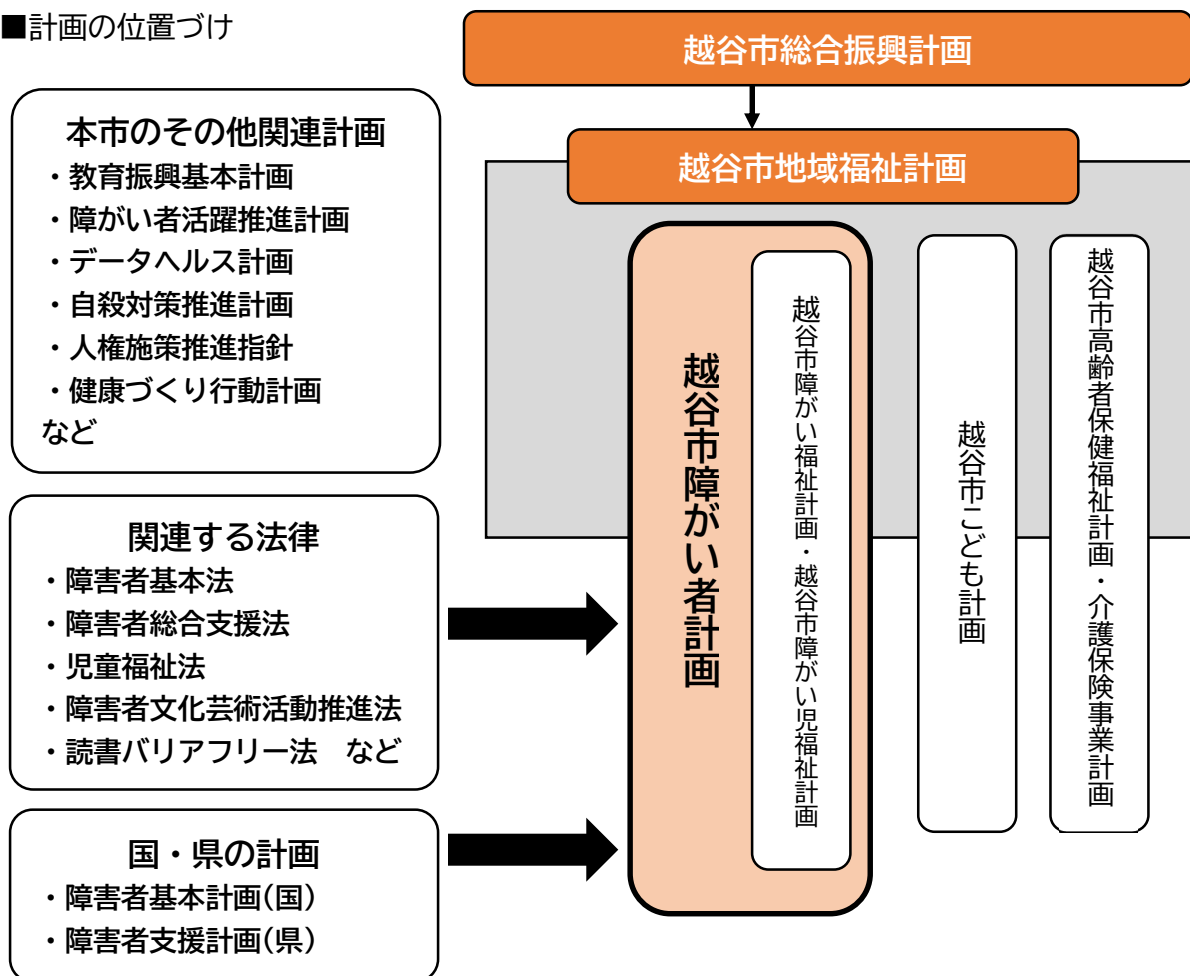 ■計画の位置づけ
越谷市総合振興計画
越谷市地域福祉計画
本市のその他関連計画
・教育振興基本計画
・障がい者活躍推進計画
・データヘルス計画
・自殺対策推進計画
・人権施策推進指針
・健康づくり行動計画
など
関連する法律
・障害者基本法
・障害者総合支援法
・児童福祉法
・障害者文化芸術活動推進法
・読書バリアフリー法　など
国・県の計画
・障害者基本計画(国)
・障害者支援計画(県)
越谷市障がい者計画
越谷市障がい福祉計画・越谷市障がい児福祉計画
越谷市こども計画
越谷市高齢者保健福祉計画・介護保険事業計画